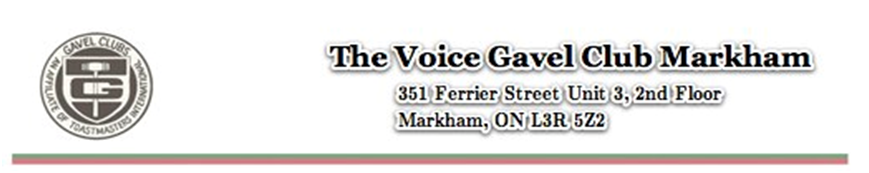 GAVEL CLUBS
AN AFFILIATE OF TOASTMASTERS INTERNATIONAL
G
The Voice Gavel Club Markham
351 Ferrier Street Unit 3, 2nd Floor
Markham, ON L3R 5Z2